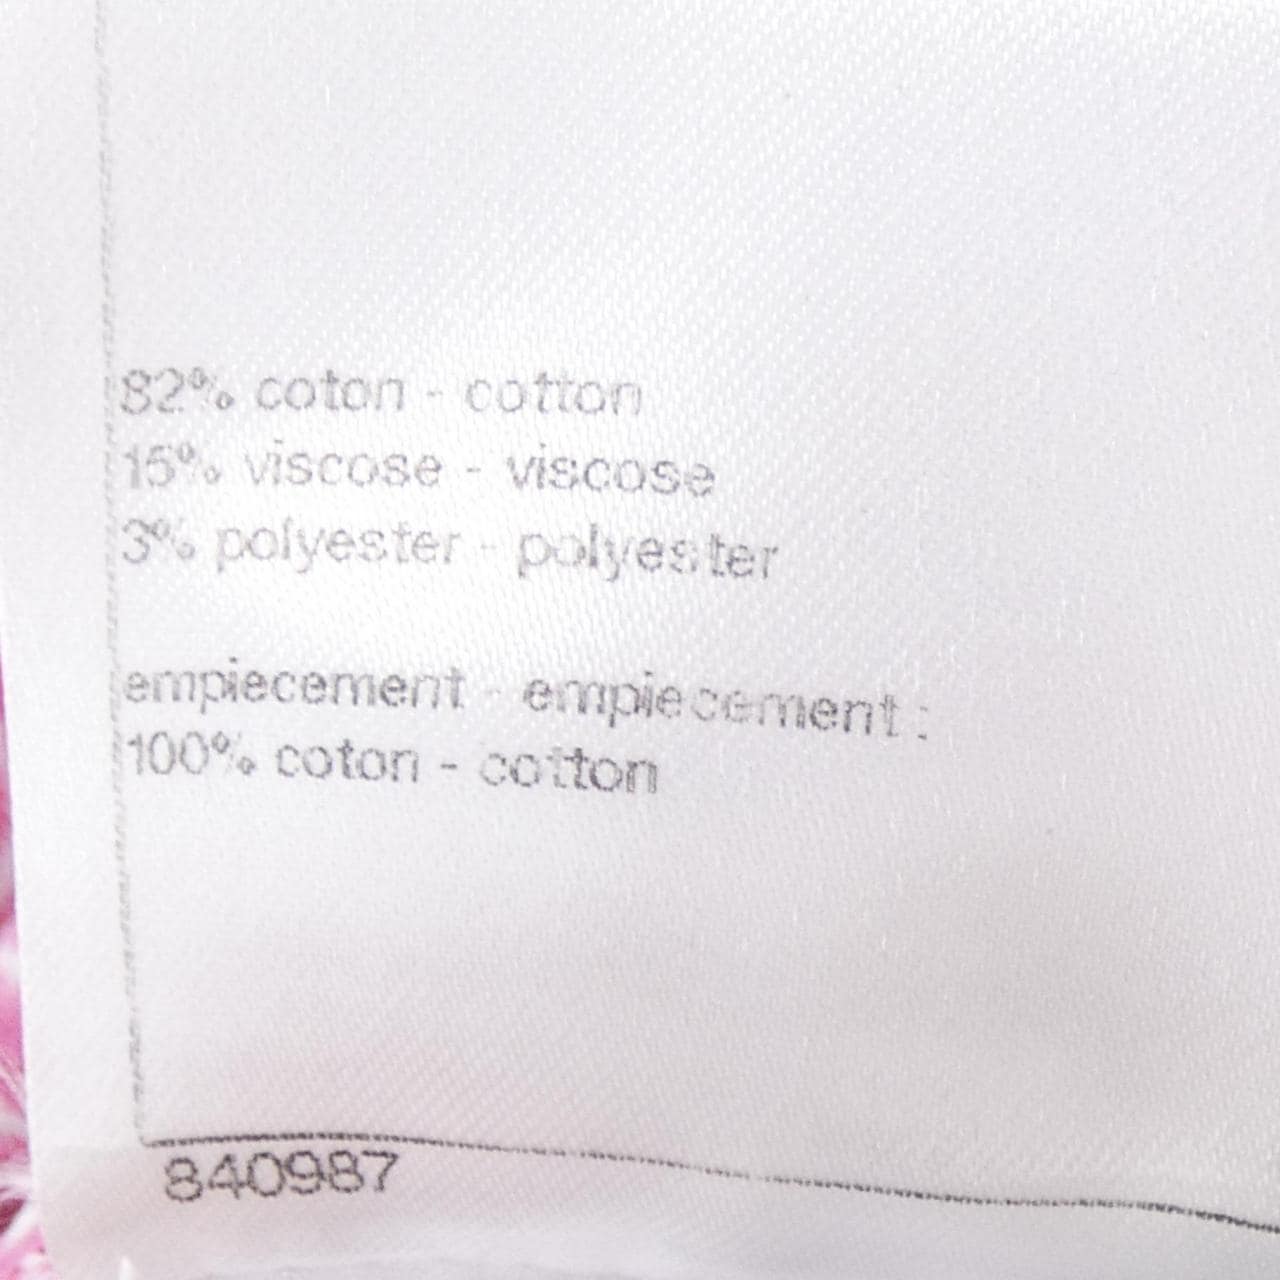 82% coton - cotton
15% viscose - viscose
3% polyester - polyester
empiecement - empiecement :
100% coton - cotton
840987